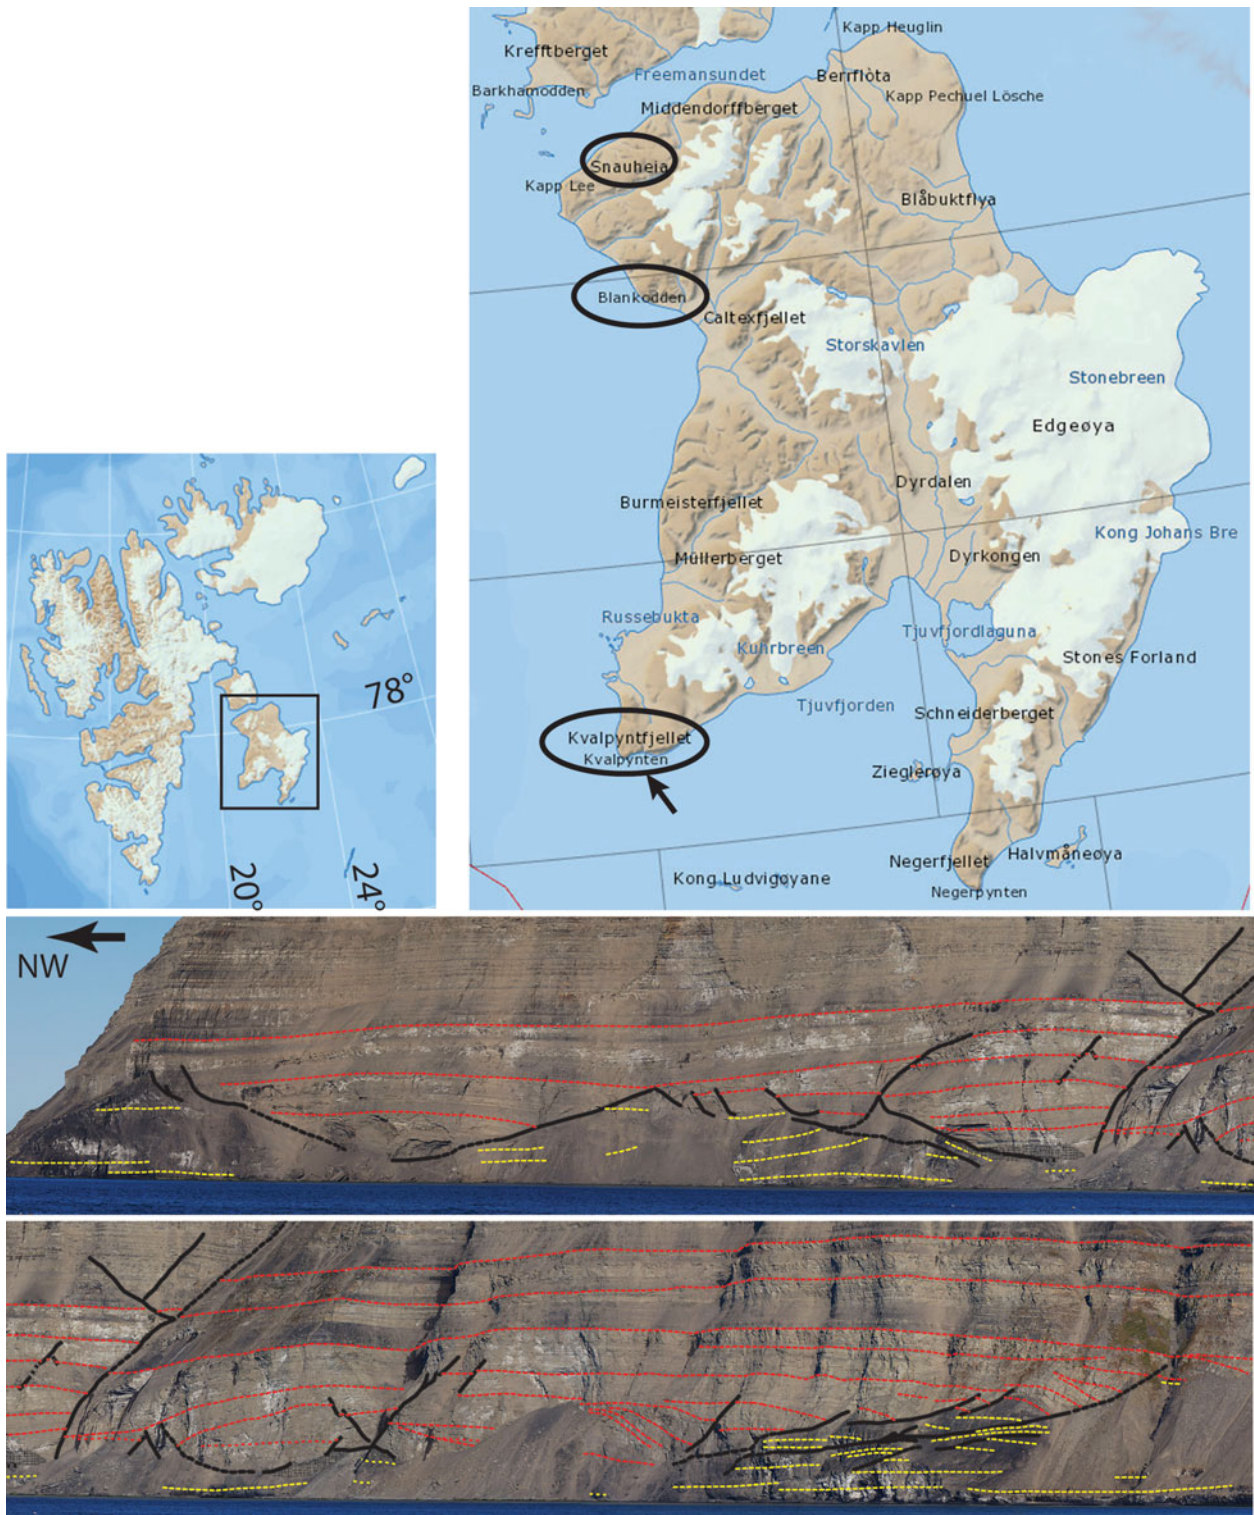 Kapp Heuglin
Krefftberget
Freemansundet
Berrflòta
Barkhamodden
Kapp Pechuel Lösche
Middendorffberget
Snauheia
Kapp Lee
Blåbuktflya
Blankodden
Caltexfjellet
Storskavlen
Stonebreen
Edgeøya
Dyrdalen
Burmeisterfjellet
Kong Johans Bre
Müllerberget
Dyrkongen
Russebukta
Tjuvfjordlaguna
Kuhrbreen
Stones Forland
Tjuvfjorden
Schneiderberget
Kvalpyntfjellet
Kvalpynten
Zieglerøya
Negerfjellet
Halvmåneøya
Kong Ludvigøyane
Negerpynten
78°
20°
24°
NW